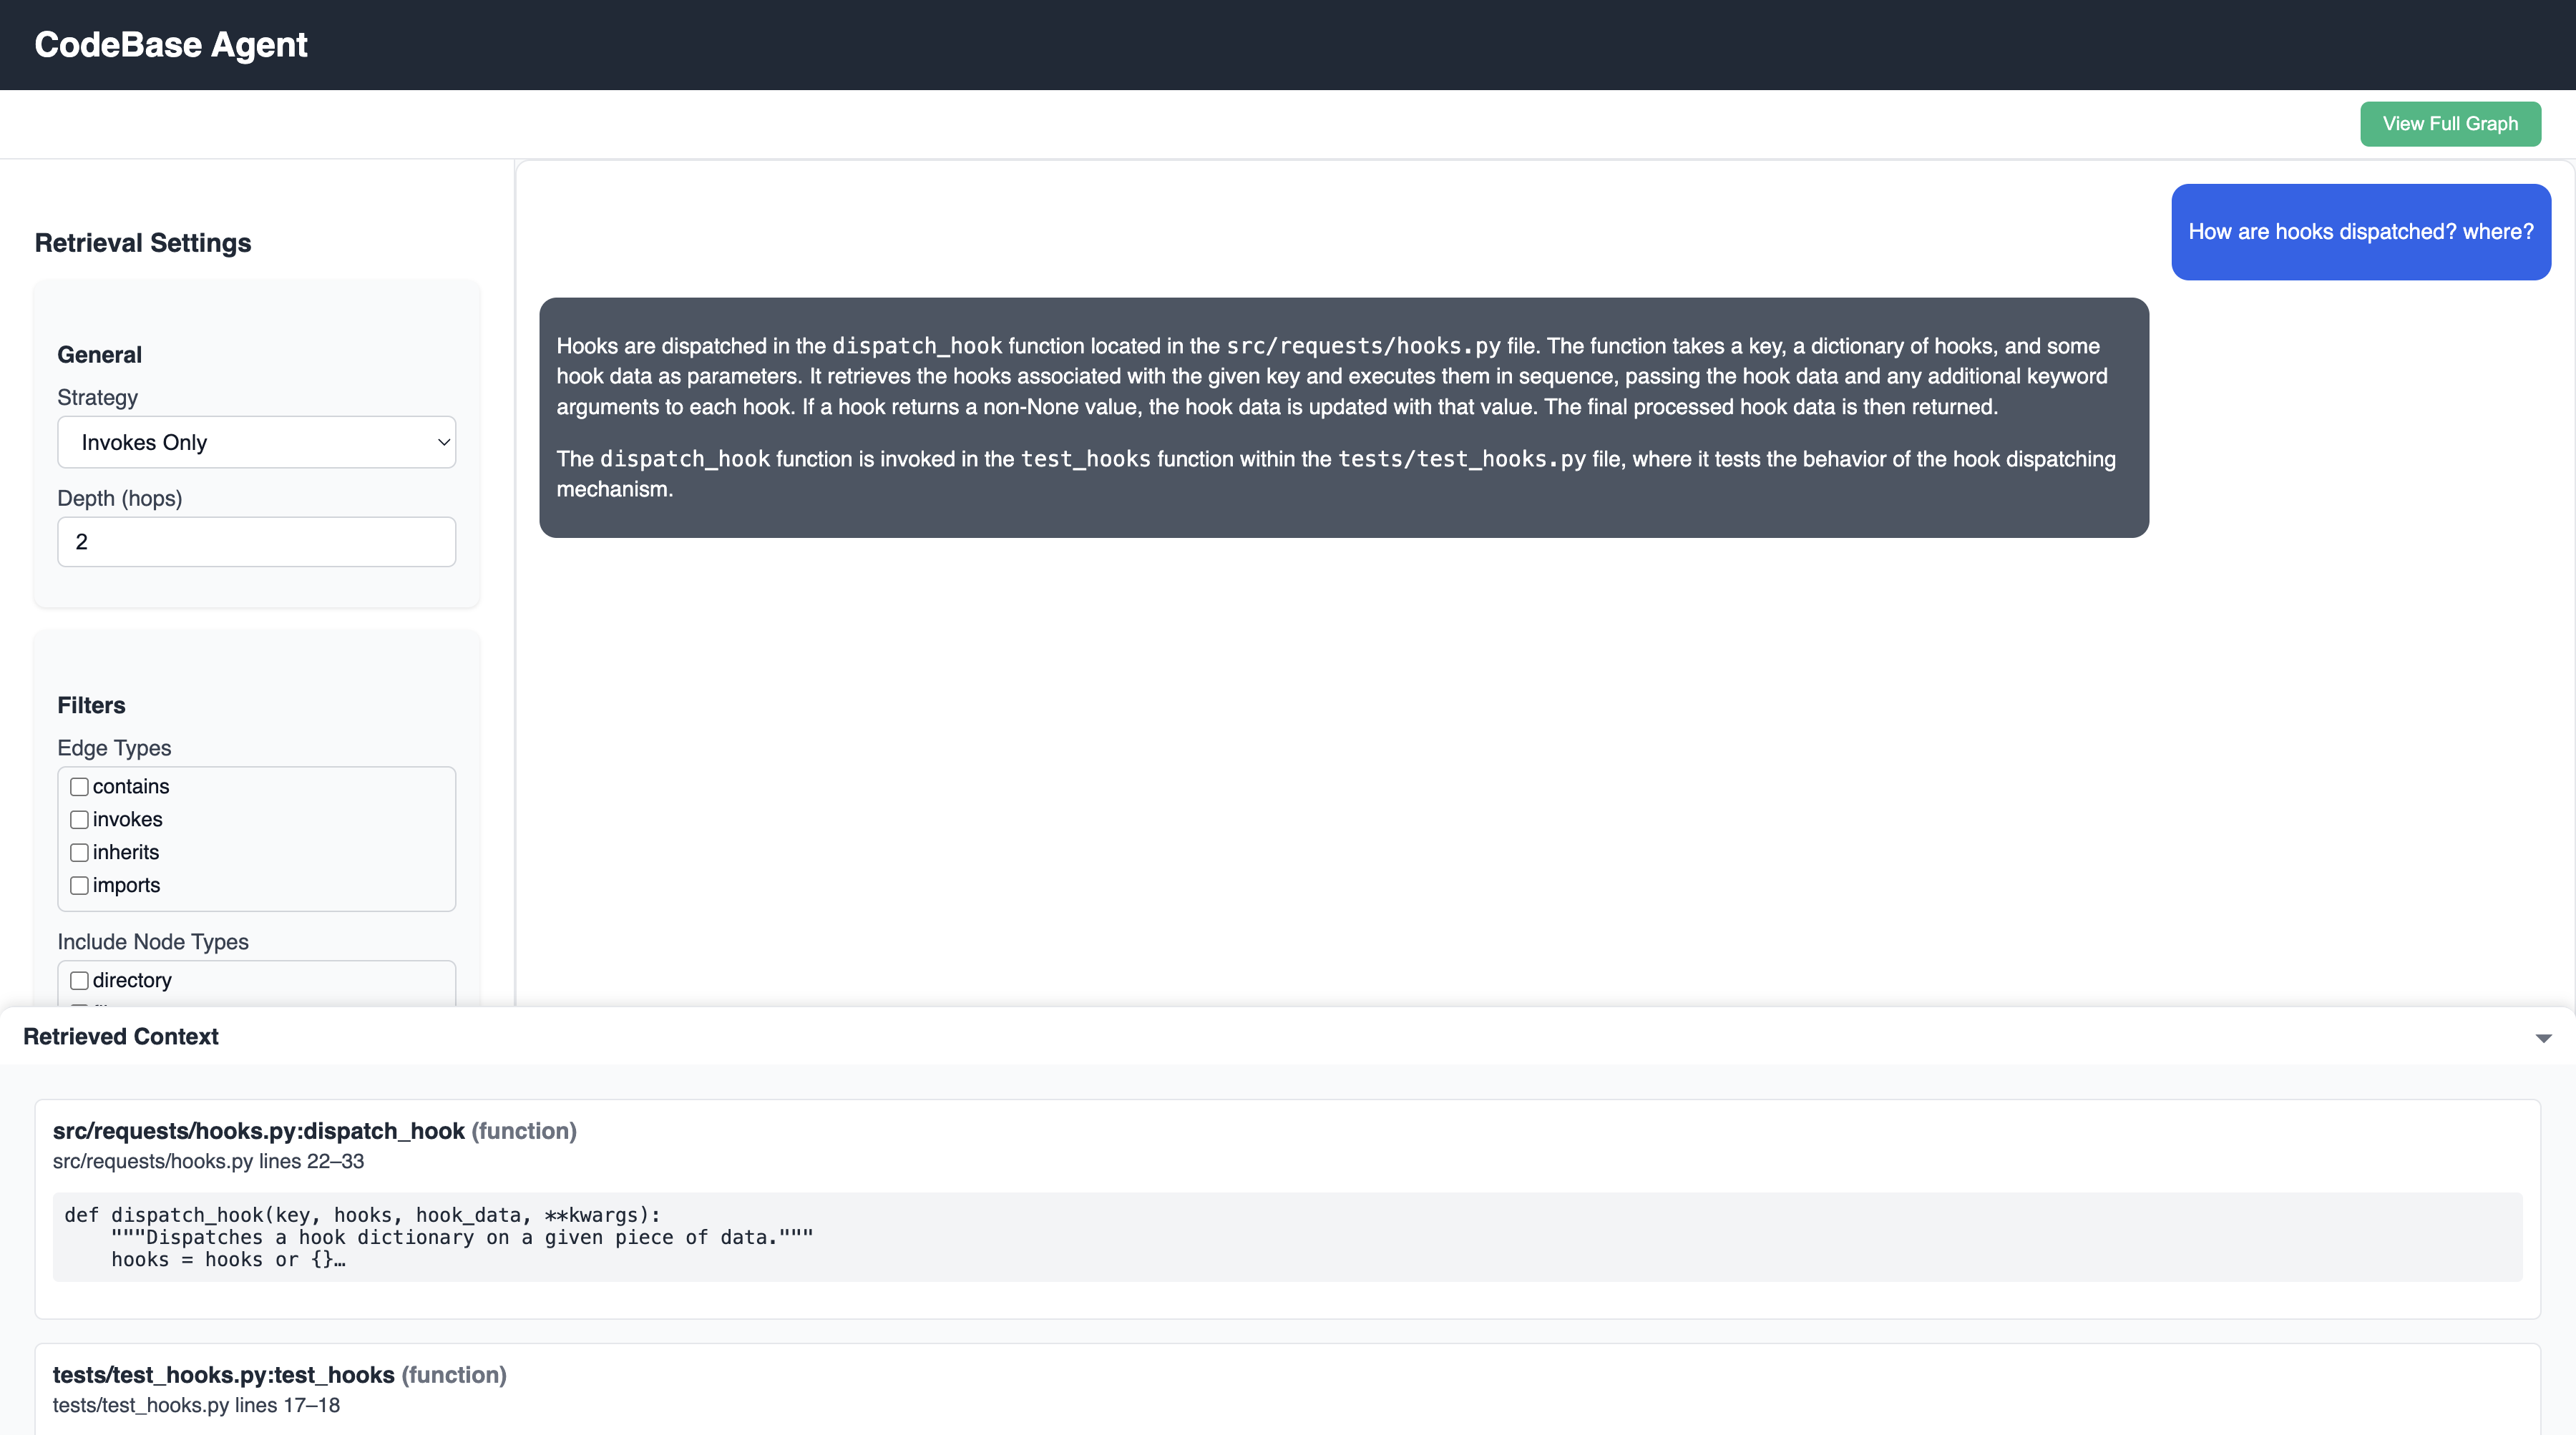 CodeBase Agent
View Full Graph
Retrieval Settings
General
Strategy
Invokes Only
Depth (hops)
2
Filters
Edge Types
contains
invokes
inherits
imports
Include Node Types
directory
How are hooks dispatched? where?
Hooks are dispatched in the dispatch_hook function located in the src/requests/hooks.py file. The function takes a key, a dictionary of hooks, and some
hook data as parameters. It retrieves the hooks associated with the given key and executes them in sequence, passing the hook data and any additional keyword
arguments to each hook. If a hook returns a non-None value, the hook data is updated with that value. The final processed hook data is then returned.
The dispatch_hook function is invoked in the test_hooks function within the tests/test_hooks.py file, where it tests the behavior of the hook dispatching
mechanism.
Retrieved Context
src/requests/hooks.py:dispatch_hook (function)
src/requests/hooks.py lines 22–33
def dispatch_hook(key, hooks, hook_data, **kwargs):
    """Dispatches a hook dictionary on a given piece of data."""
    hooks = hooks or {}…
tests/test_hooks.py:test_hooks (function)
tests/test_hooks.py lines 17–18